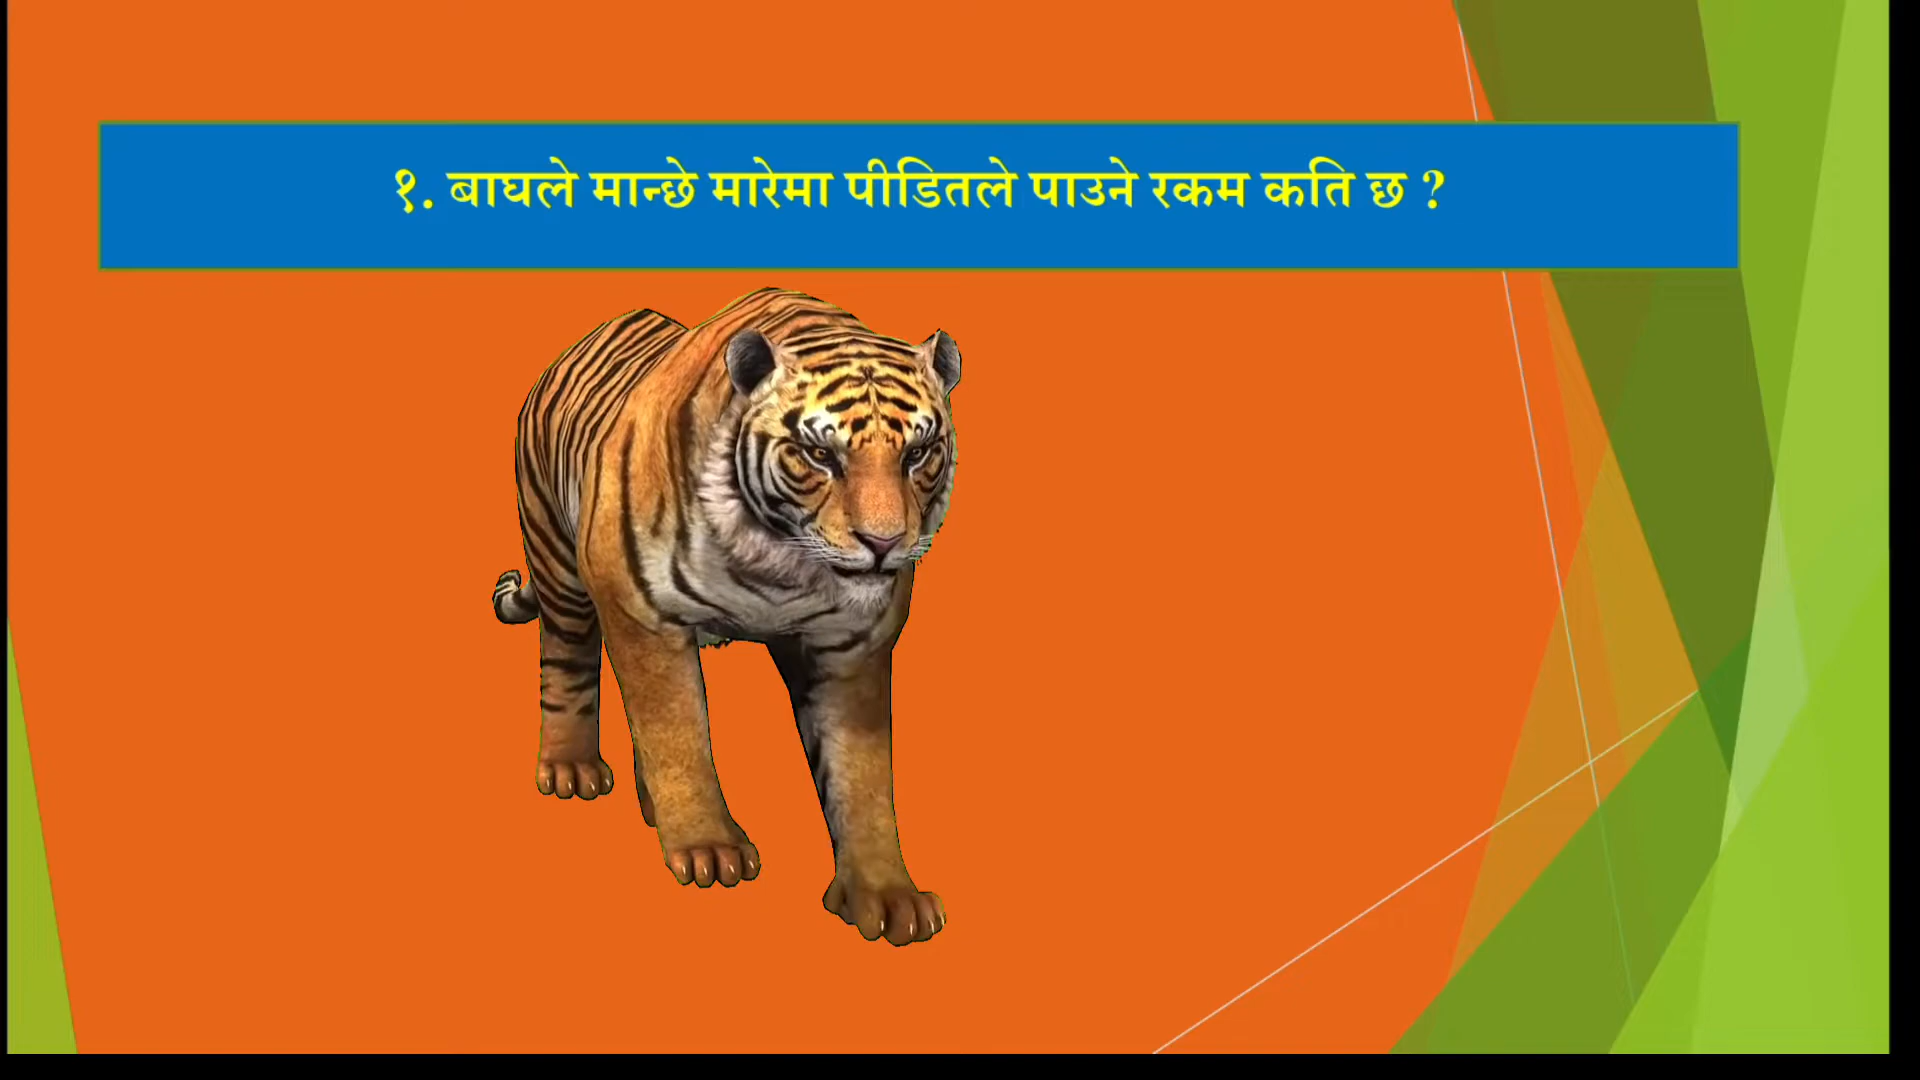 १. बाघले मान्छे मारेमा पीडितले पाउने रकम कति छ ?